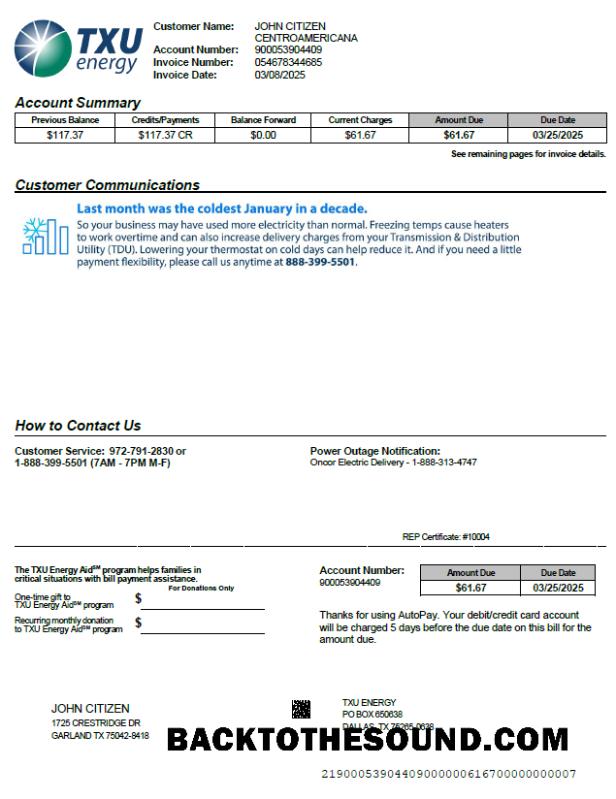 TXU
energy
Customer Name: JOHN CITIZEN
CENTROAMERICANA
Account Number: 900053904409
Invoice Number: 054678344685
Invoice Date: 03/08/2025
Account Summary
Previous Balance Credits/Payments Balance Forward Current Charges Amount Due Due Date
$117.37 $117.37 CR $0.00 $61.67 $61.67 03/25/2025
See remaining pages for invoice details.
Customer Communications
Last month was the coldest January in a decade.
So your business may have used more electricity than normal. Freezing temps cause heaters
to work overtime and can also increase delivery charges from your Transmission & Distribution
Utility (TDU). Lowering your thermostat on cold days can help reduce it. And if you need a little
payment flexibility, please call us anytime at 888-399-5501.
How to Contact Us
Customer Service: 972-791-2830 or
1-888-399-5501 (7AM - 7PM M-F)
Power Outage Notification:
Oncor Electric Delivery - 1-888-313-4747
REP Certificate: #10004
The TXU Energy Aid℠ program helps families in
critical situations with bill payment assistance.
For Donations Only
One-time gift to
TXU Energy Aid℠ program $
Recurring monthly donation
to TXU Energy Aid℠ program $
Account Number:
900053904409
Amount Due Due Date
$61.67 03/25/2025
Thanks for using AutoPay. Your debit/credit card account
will be charged 5 days before the due date on this bill for the
amount due.
JOHN CITIZEN
1725 CRESTRIDGE DR
GARLAND TX 75042-8418
TXU ENERGY
PO BOX 650638
DALLAS TX 75265-0638
BACKTOTHESOUND.COM
21900053904409000000616700000000007